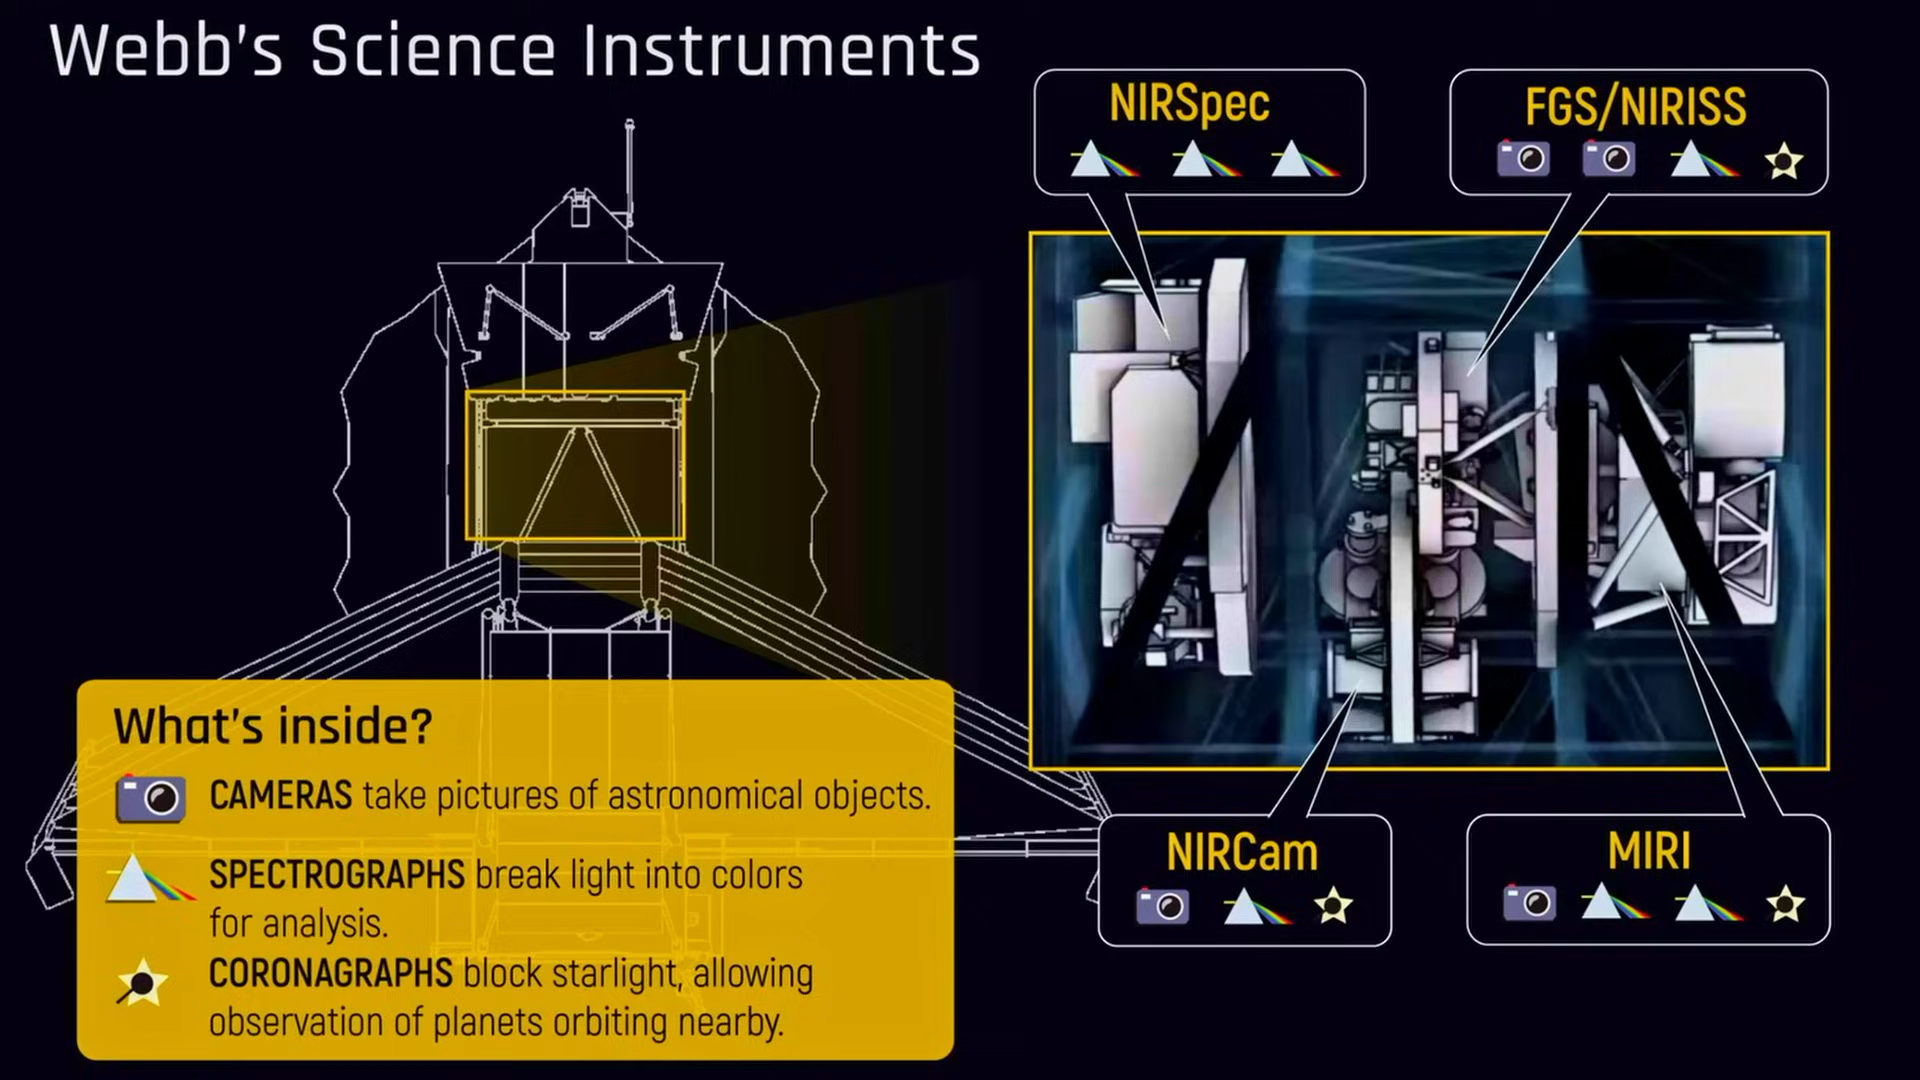 Webb's Science Instruments
NIRSpec
FGS/NIRISS
What's inside?
CAMERAS take pictures of astronomical objects.
SPECTROGRAPHS break light into colors
for analysis.
CORONAGRAPHS block starlight, allowing
observation of planets orbiting nearby.
NIRCam
MIRI